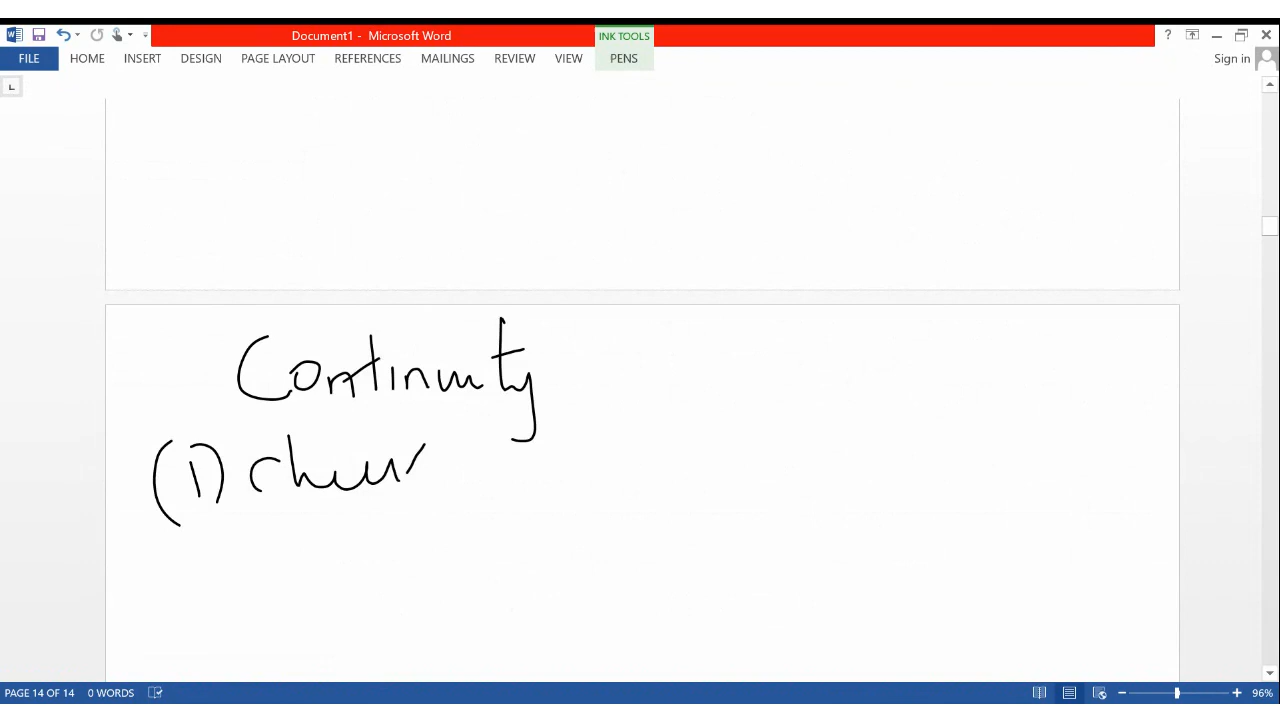 Document1 - Microsoft Word
INK TOOLS
?
FILE
HOME
INSERT
DESIGN
PAGE LAYOUT
REFERENCES
MAILINGS
REVIEW
VIEW
PENS
Sign in
Continuity
(1)
PAGE 14 OF 14
0 WORDS
96%